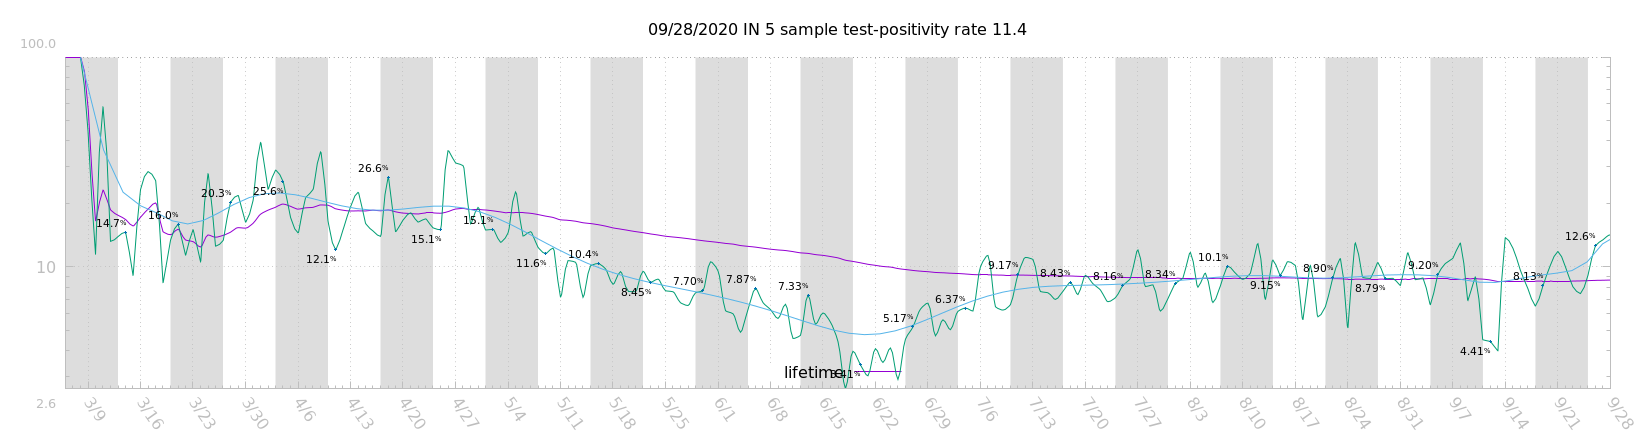 09/28/2020 IN 5 sample test-positivity rate 11.4
100.0
26.6%
20.3% 25.6%
14.7% 16.0% 15.1%
15.1% 12.6%
12.1% 11.6% 10.4% 9.17% 10.1% 8.90% 9.20%
10 8.43% 8.16% 8.34% 8.13%
8.45% 7.70% 7.87% 7.33% 9.15% 8.79%
6.37%
5.17%
4.41%
lifetime 3.41%
2.6
3/9 3/16 3/23 3/30 4/6 4/13 4/20 4/27 5/4 5/11 5/18 5/25 6/1 6/8 6/15 6/22 6/29 7/6 7/13 7/20 7/27 8/3 8/10 8/17 8/24 8/31 9/7 9/14 9/21 9/28